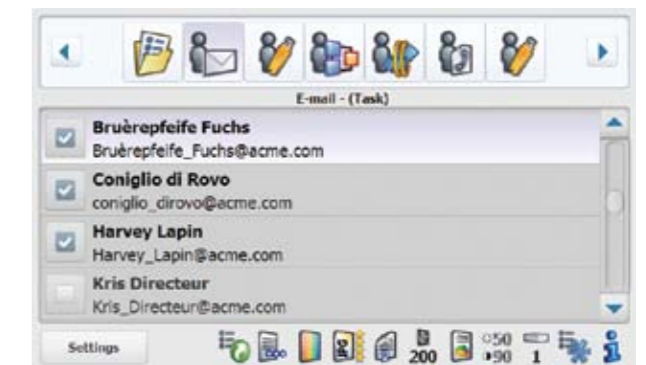 E-mail - (Task)
Bruèrepfeife Fuchs
Bruèrepfeife_Fuchs@acme.com
Coniglio di Rovo
coniglio_dirovo@acme.com
Harvey Lapin
Harvey_Lapin@acme.com
Kris Directeur
Kris_Directeur@acme.com
Settings
200
50
90
1